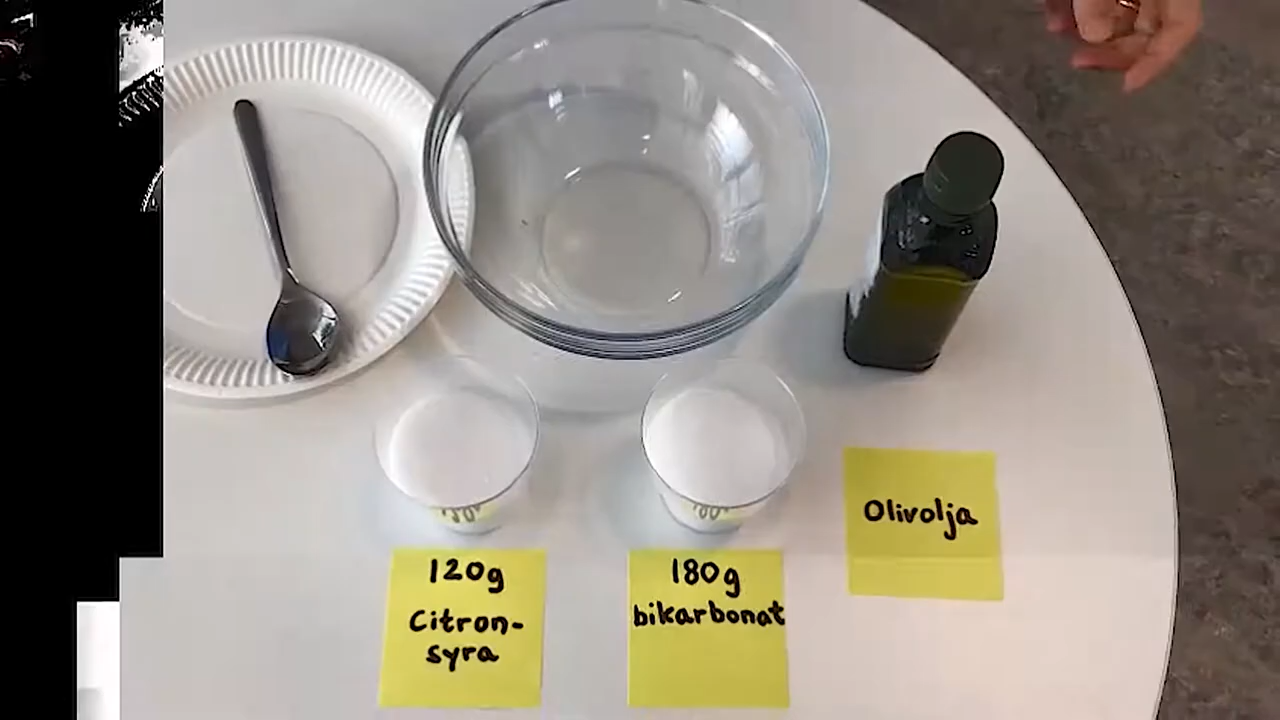 120g
Citron-
syra
180g
bikarbonat
Olivolja